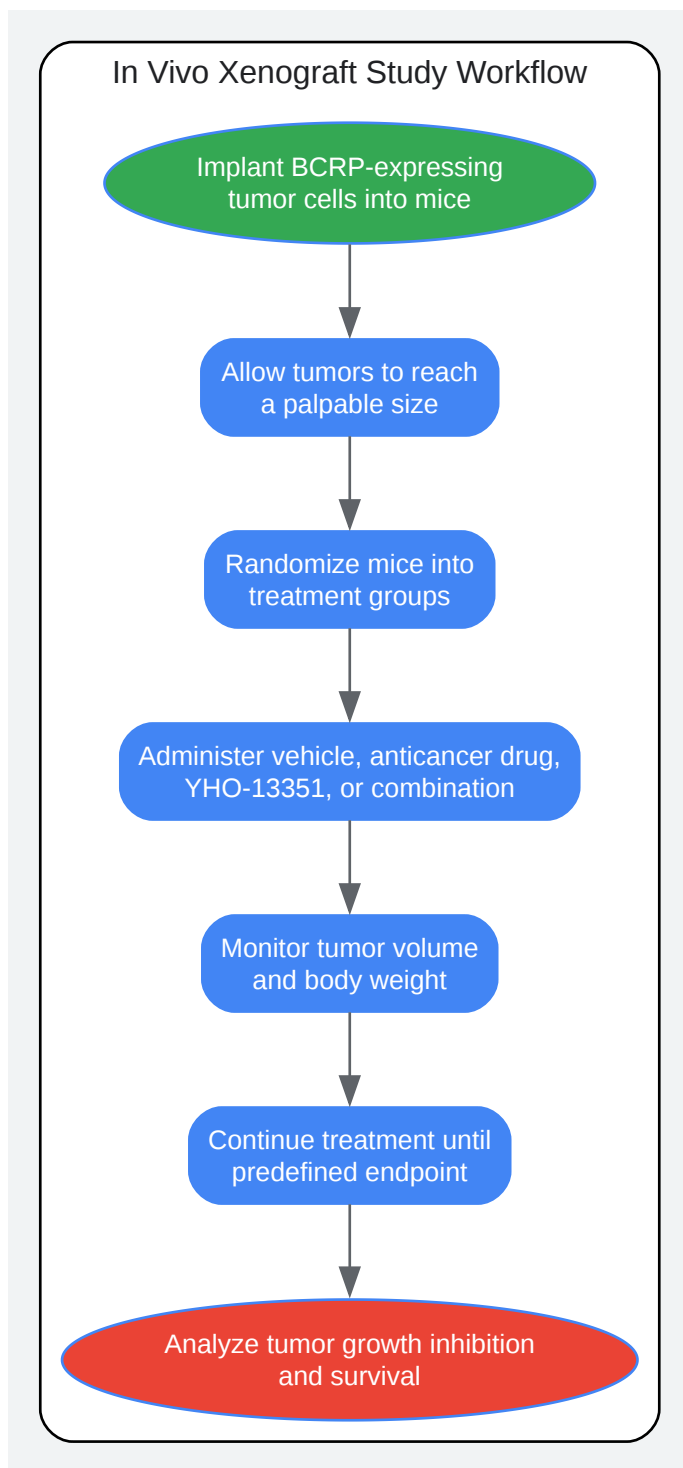 In Vivo Xenograft Study Workflow
Implant BCRP-expressing
tumor cells into mice
Allow tumors to reach
a palpable size
Randomize mice into
treatment groups
Administer vehicle, anticancer drug,
YHO-13351, or combination
Monitor tumor volume
and body weight
Continue treatment until
predefined endpoint
Analyze tumor growth inhibition
and survival